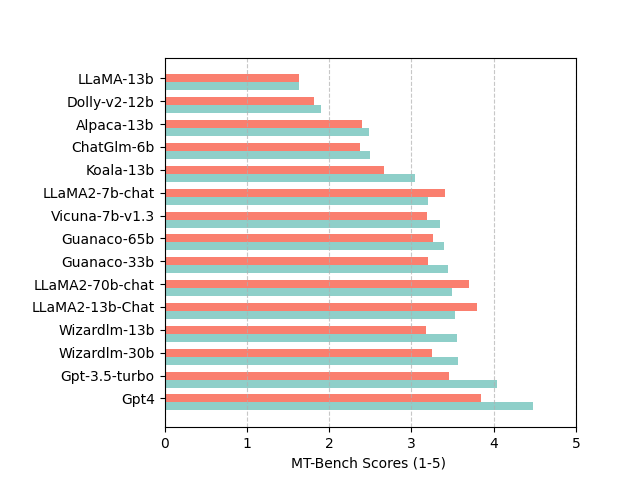 LLaMA-13b
Dolly-v2-12b
Alpaca-13b
ChatGlm-6b
Koala-13b
LLaMA2-7b-chat
Vicuna-7b-v1.3
Guanaco-65b
Guanaco-33b
LLaMA2-70b-chat
LLaMA2-13b-Chat
Wizardlm-13b
Wizardlm-30b
Gpt-3.5-turbo
Gpt4
0 1 2 3 4 5
MT-Bench Scores (1-5)